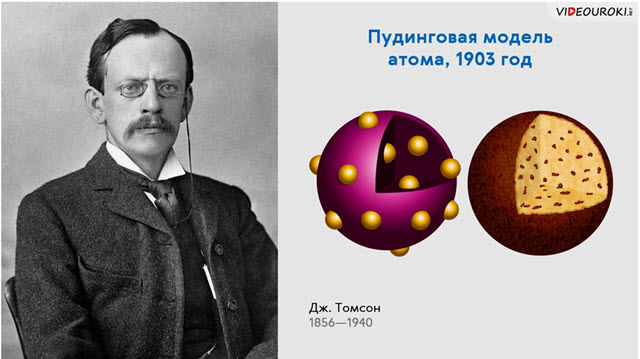 VIDEOUROKI.NET
Пудинговая модель
атома, 1903 год
Дж. Томсон
1856—1940